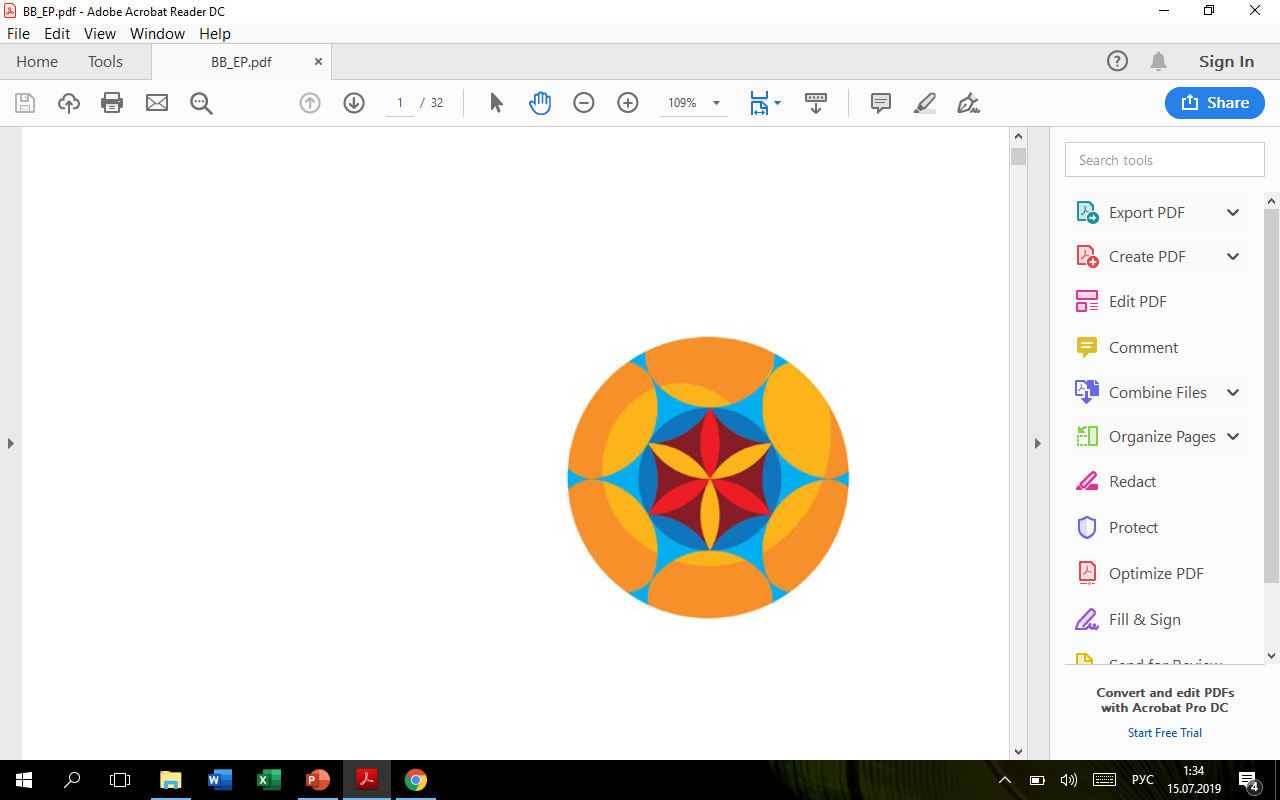 BB_EP.pdf - Adobe Acrobat Reader DC
File Edit View Window Help
Home Tools BB_EP.pdf × Sign In
1 / 32 109% Share
Search tools
Export PDF
Create PDF
Edit PDF
Comment
Combine Files
Organize Pages
Redact
Protect
Optimize PDF
Fill & Sign
Send for Review
Convert and edit PDFs
with Acrobat Pro DC
Start Free Trial
РУС 1:34
15.07.2019 4